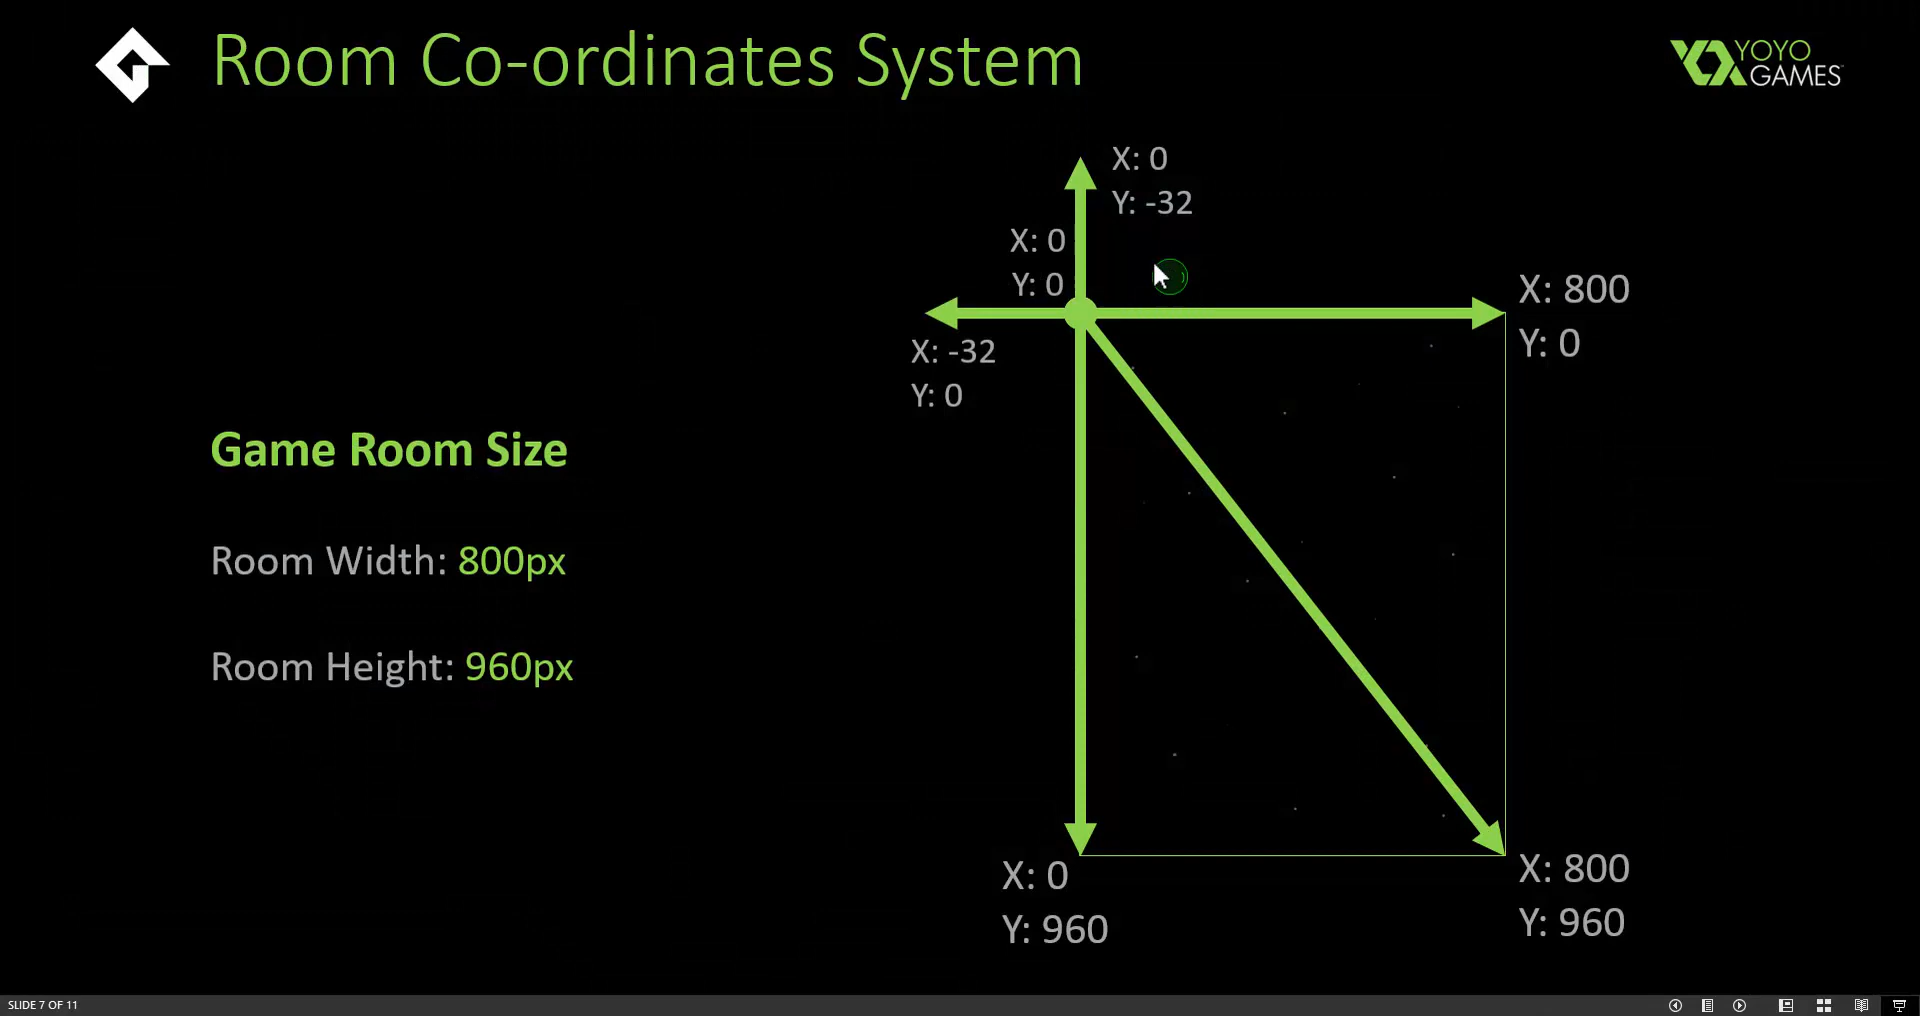 Room Co-ordinates System
YOYO
GAMES
X: 0
Y: -32
X: 0
Y: 0
X: 800
Y: 0
X: -32
Y: 0
Game Room Size
Room Width: 800px
Room Height: 960px
X: 0
Y: 960
X: 800
Y: 960
SLIDE 7 OF 11